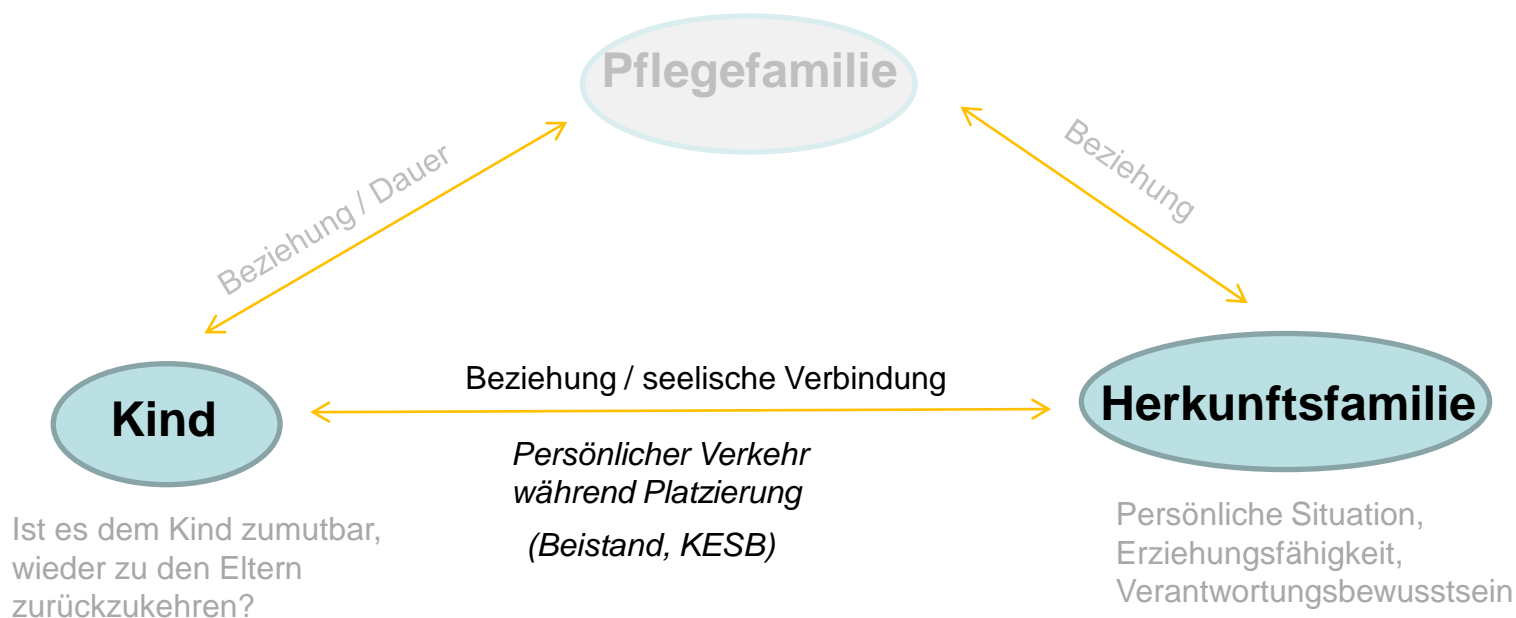 Pflegefamilie
Beziehung / Dauer
Beziehung
Beziehung / seelische Verbindung
Kind
Herkunftsfamilie
Persönlicher Verkehr
während Platzierung
(Beistand, KESB)
Ist es dem Kind zumutbar,
wieder zu den Eltern
zurückzukehren?
Persönliche Situation,
Erziehungsfähigkeit,
Verantwortungsbewusstsein